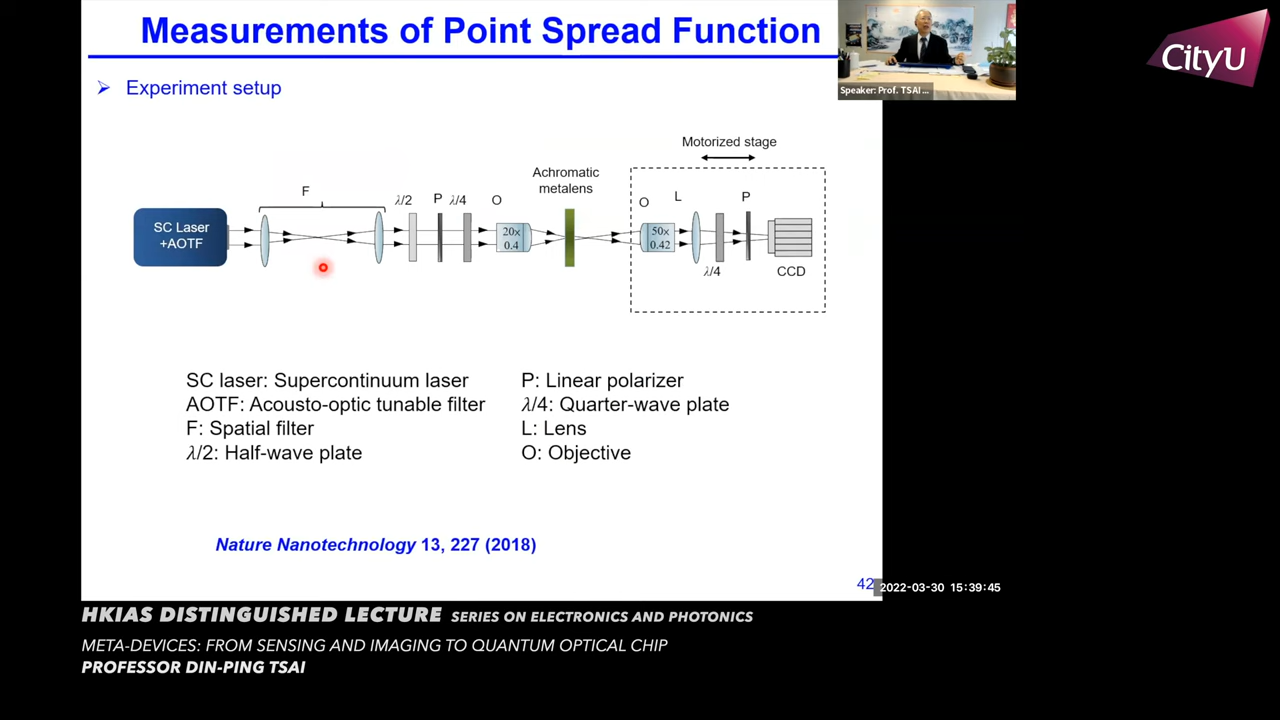 Measurements of Point Spread Function
Experiment setup
Speaker: Prof. TSAI ...
CityU
Motorized stage
Achromatic
metalens
F
λ/2
P
λ/4
O
O
L
P
SC Laser
+AOTF
20x
0.4
50x
0.42
λ/4
CCD
SC laser: Supercontinuum laser
AOTF: Acousto-optic tunable filter
F: Spatial filter
λ/2: Half-wave plate
P: Linear polarizer
λ/4: Quarter-wave plate
L: Lens
O: Objective
Nature Nanotechnology 13, 227 (2018)
42
2022-03-30 15:39:45
HKIAS DISTINGUISHED LECTURE SERIES ON ELECTRONICS AND PHOTONICS
META-DEVICES: FROM SENSING AND IMAGING TO QUANTUM OPTICAL CHIP
PROFESSOR DIN-PING TSAI